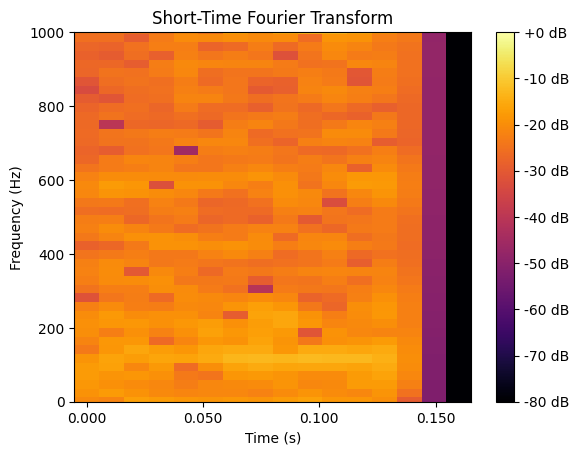 Short-Time Fourier Transform
1000
800
600
400
200
0
Frequency (Hz)
0.000
0.050
0.100
0.150
Time (s)
+0 dB
-10 dB
-20 dB
-30 dB
-40 dB
-50 dB
-60 dB
-70 dB
-80 dB